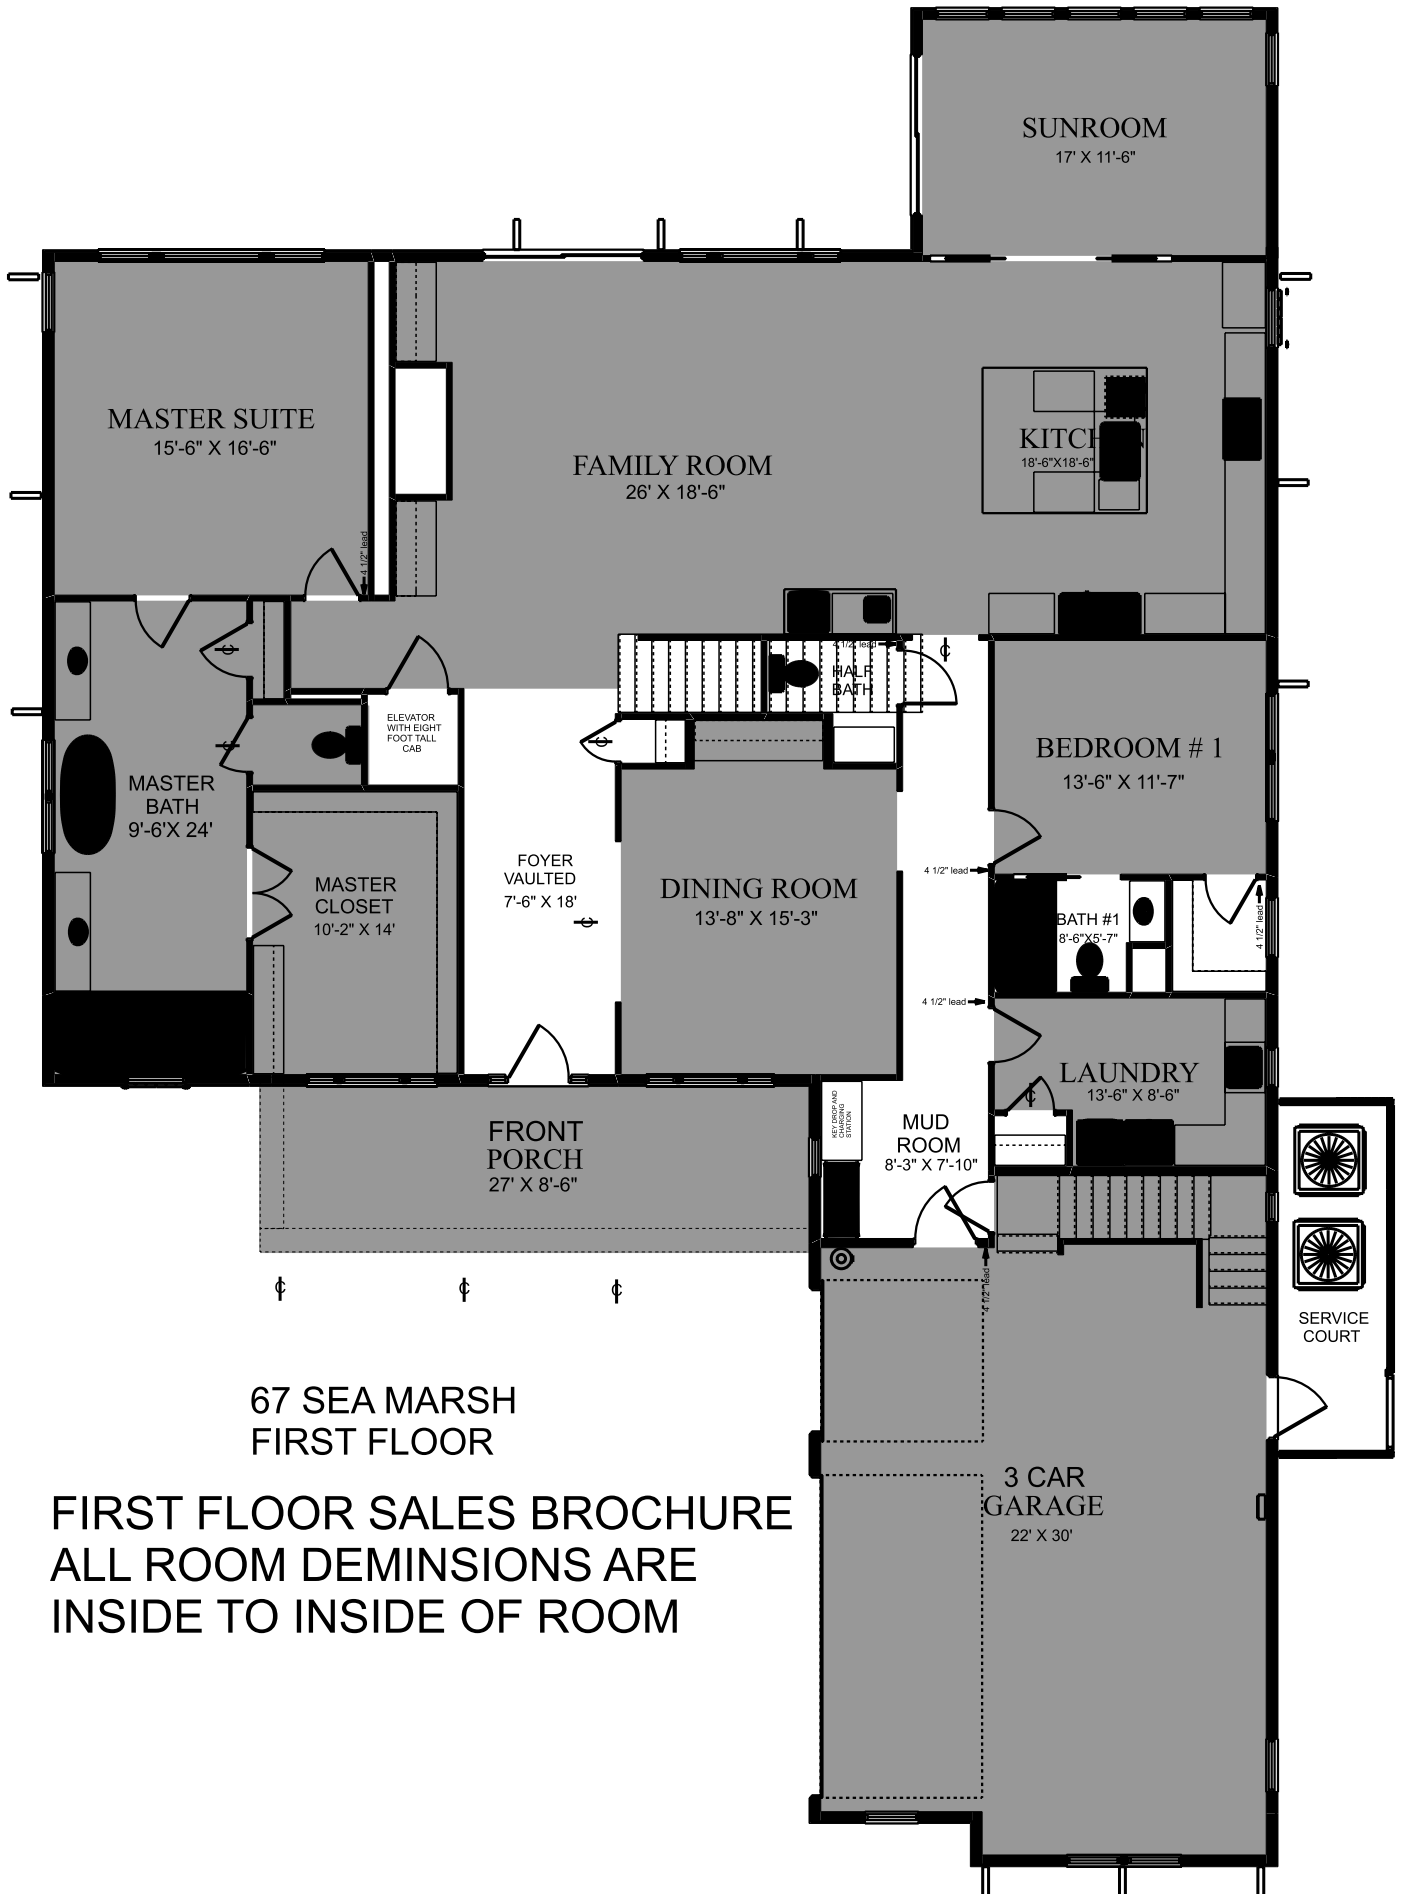 SUNROOM
17' X 11'-6"
MASTER SUITE
15'-6" X 16'-6"
4 1/2" lead
FAMILY ROOM
26' X 18'-6"
18'-6"X18'-6"
4 1/2" lead
HALF
BATH
ELEVATOR
WITH EIGHT
FOOT TALL
CAB
MASTER
BATH
9'-6'X 24'
BEDROOM # 1
13'-6" X 11'-7"
FOYER
VAULTED
7'-6" X 18'
MASTER
CLOSET
10'-2" X 14'
DINING ROOM
13'-8" X 15'-3"
4 1/2" lead
BATH #1
8'-6"X5'-7"
4 1/2" lead
4 1/2" lead
LAUNDRY
13'-6" X 8'-6"
KEY DROP AND
CHARGING
STATION
MUD
ROOM
8'-3" X 7'-10"
FRONT
PORCH
27' X 8'-6"
4 1/2" lead
SERVICE
COURT
67 SEA MARSH
FIRST FLOOR
3 CAR
GARAGE
22' X 30'
FIRST FLOOR SALES BROCHURE
ALL ROOM DEMINSIONS ARE
INSIDE TO INSIDE OF ROOM